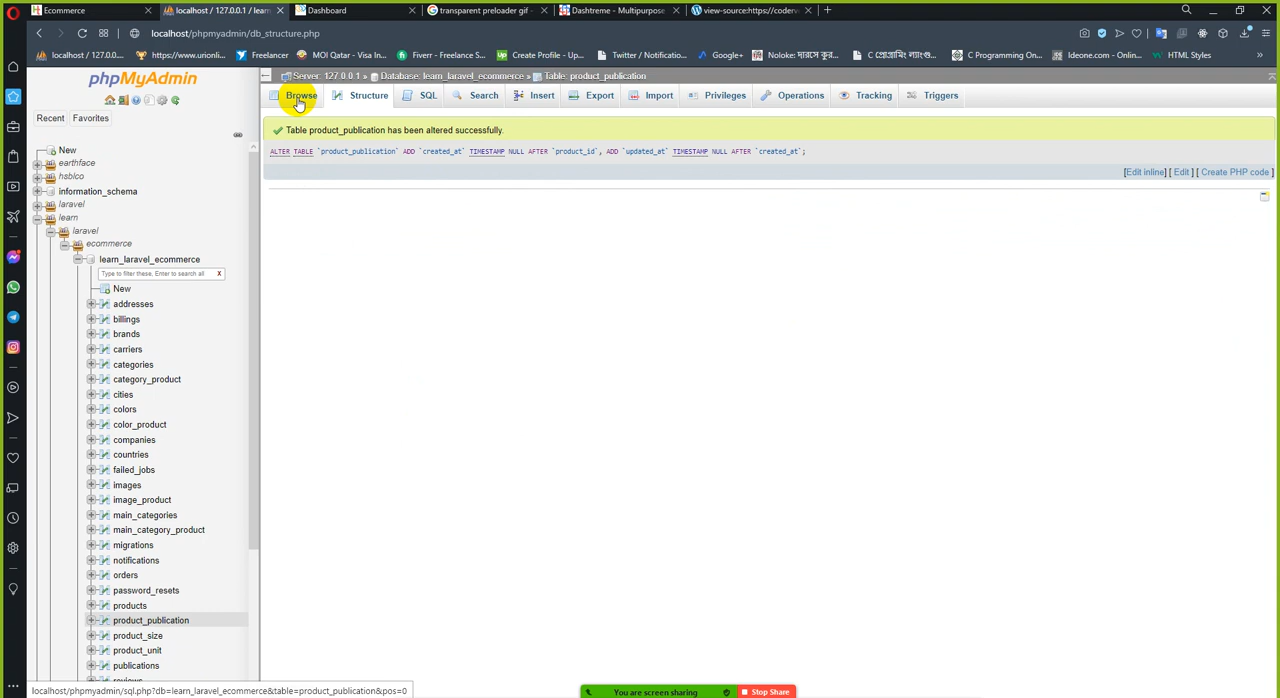 Ecommerce
localhost / 127.0.0.1 / learn
Dashboard
transparent preloader gif -
Dashtreme - Multipurpose
view-source:https://coderv
localhost/phpmyadmin/db_structure.php
localhost / 127.0.0....
https://www.urionli...
Freelancer
MOI Qatar - Visa In...
Fiverr - Freelance S...
Create Profile - Up...
Twitter / Notificatio...
Google+
Noloke: দারসে কুর...
C প্রোগ্রামিং ল্যাংগু...
C Programming On...
Ideone.com - Onlin...
HTML Styles
phpMyAdmin
Recent
Favorites
New
earthface
hsblco
information_schema
laravel
learn
laravel
ecommerce
learn_laravel_ecommerce
Type to filter these, Enter to search all X
New
addresses
billings
brands
carriers
categories
category_product
cities
colors
color_product
companies
countries
failed_jobs
images
image_product
main_categories
main_category_product
migrations
notifications
orders
password_resets
products
product_publication
product_size
product_unit
publications
reviews
localhost/phpmyadmin/sql.php?db=learn_laravel_ecommerce&table=product_publication&pos=0
Server: 127.0.0.1 » Database: learn_laravel_ecommerce » Table: product_publication
Browse
Structure
SQL
Search
Insert
Export
Import
Privileges
Operations
Tracking
Triggers
Table product_publication has been altered successfully.
ALTER TABLE `product_publication` ADD `created_at` TIMESTAMP NULL AFTER `product_id`, ADD `updated_at` TIMESTAMP NULL AFTER `created_at`;
[Edit inline] [ Edit ] [ Create PHP code ]
You are screen sharing
Stop Share